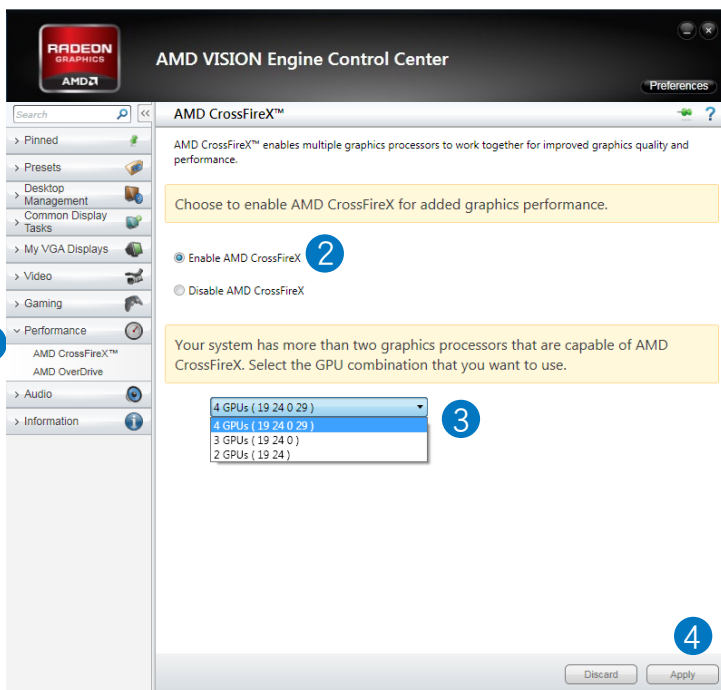 RADEON
GRAPHICS
AMD
AMD VISION Engine Control Center
Preferences
Search
<<
AMD CrossFireX™
?
> Pinned
> Presets
> Desktop
Management
> Common Display
Tasks
> My VGA Displays
> Video
> Gaming
Performance
AMD CrossFireX™
AMD OverDrive
> Audio
> Information
AMD CrossFireX™ enables multiple graphics processors to work together for improved graphics quality and
performance.
Choose to enable AMD CrossFireX for added graphics performance.
Enable AMD CrossFireX 2
Disable AMD CrossFireX
Your system has more than two graphics processors that are capable of AMD
CrossFireX. Select the GPU combination that you want to use.
4 GPUs ( 19 24 0 29 )
3
4 GPUs ( 19 24 0 29 )
3 GPUs ( 19 24 0 )
2 GPUs ( 19 24 )
4
Discard Apply